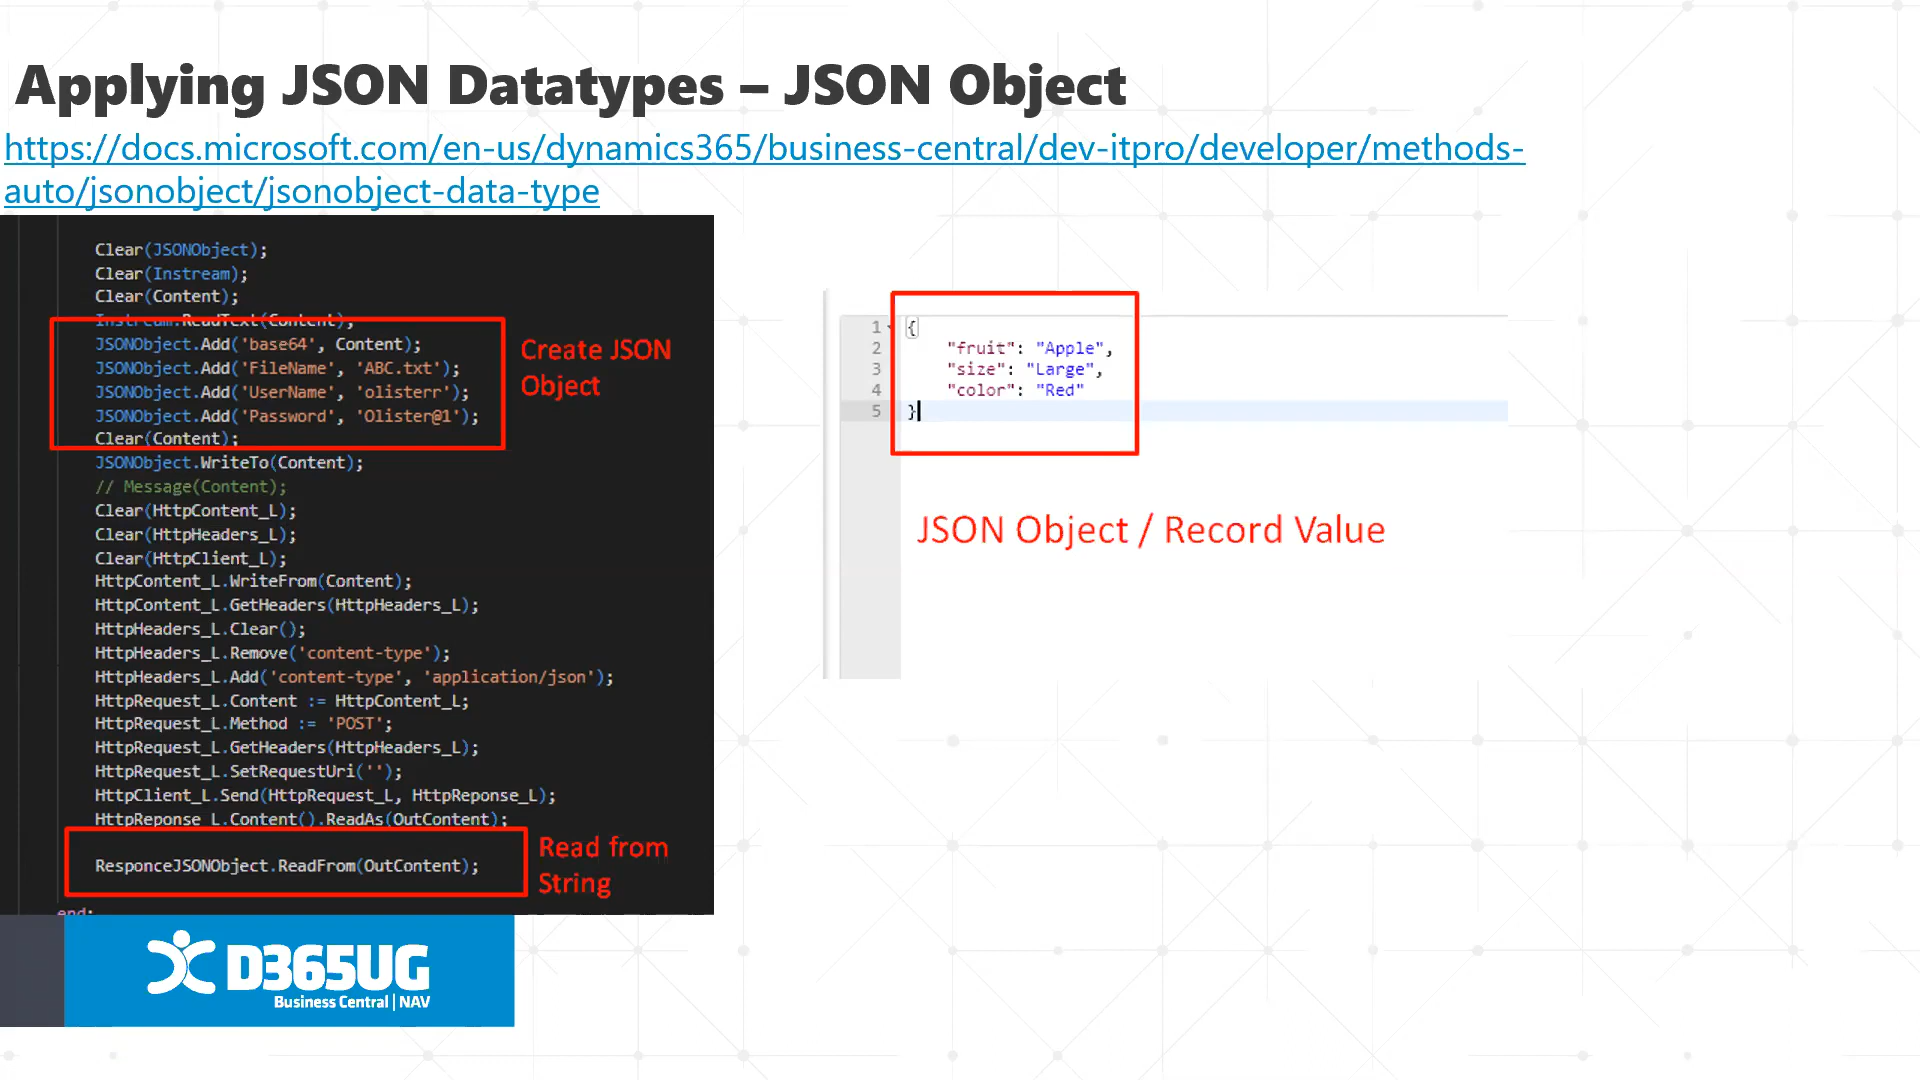 Applying JSON Datatypes – JSON Object
https://docs.microsoft.com/en-us/dynamics365/business-central/dev-itpro/developer/methods-
auto/jsonobject/jsonobject-data-type
Clear(JSONObject);
Clear(Instream);
Clear(Content);
Instream.ReadText(Content);
JSONObject.Add('base64', Content);
JSONObject.Add('FileName', 'ABC.txt');
JSONObject.Add('UserName', 'olisterr');
JSONObject.Add('Password', 'Olister@1');
Clear(Content);
JSONObject.WriteTo(Content);
// Message(Content);
Clear(HttpContent_L);
Clear(HttpHeaders_L);
Clear(HttpClient_L);
HttpContent_L.WriteFrom(Content);
HttpContent_L.GetHeaders(HttpHeaders_L);
HttpHeaders_L.Clear();
HttpHeaders_L.Remove('content-type');
HttpHeaders_L.Add('content-type', 'application/json');
HttpRequest_L.Content := HttpContent_L;
HttpRequest_L.Method := 'POST';
HttpRequest_L.GetHeaders(HttpHeaders_L);
HttpRequest_L.SetRequestUri('');
HttpClient_L.Send(HttpRequest_L, HttpReponse_L);
HttpReponse_L.Content().ReadAs(OutContent);
ResponceJSONObject.ReadFrom(OutContent);
end;
Create JSON
Object
Read from
String
1 {
2 "fruit": "Apple",
3 "size": "Large",
4 "color": "Red"
5 }
JSON Object / Record Value
D365UG
Business Central | NAV